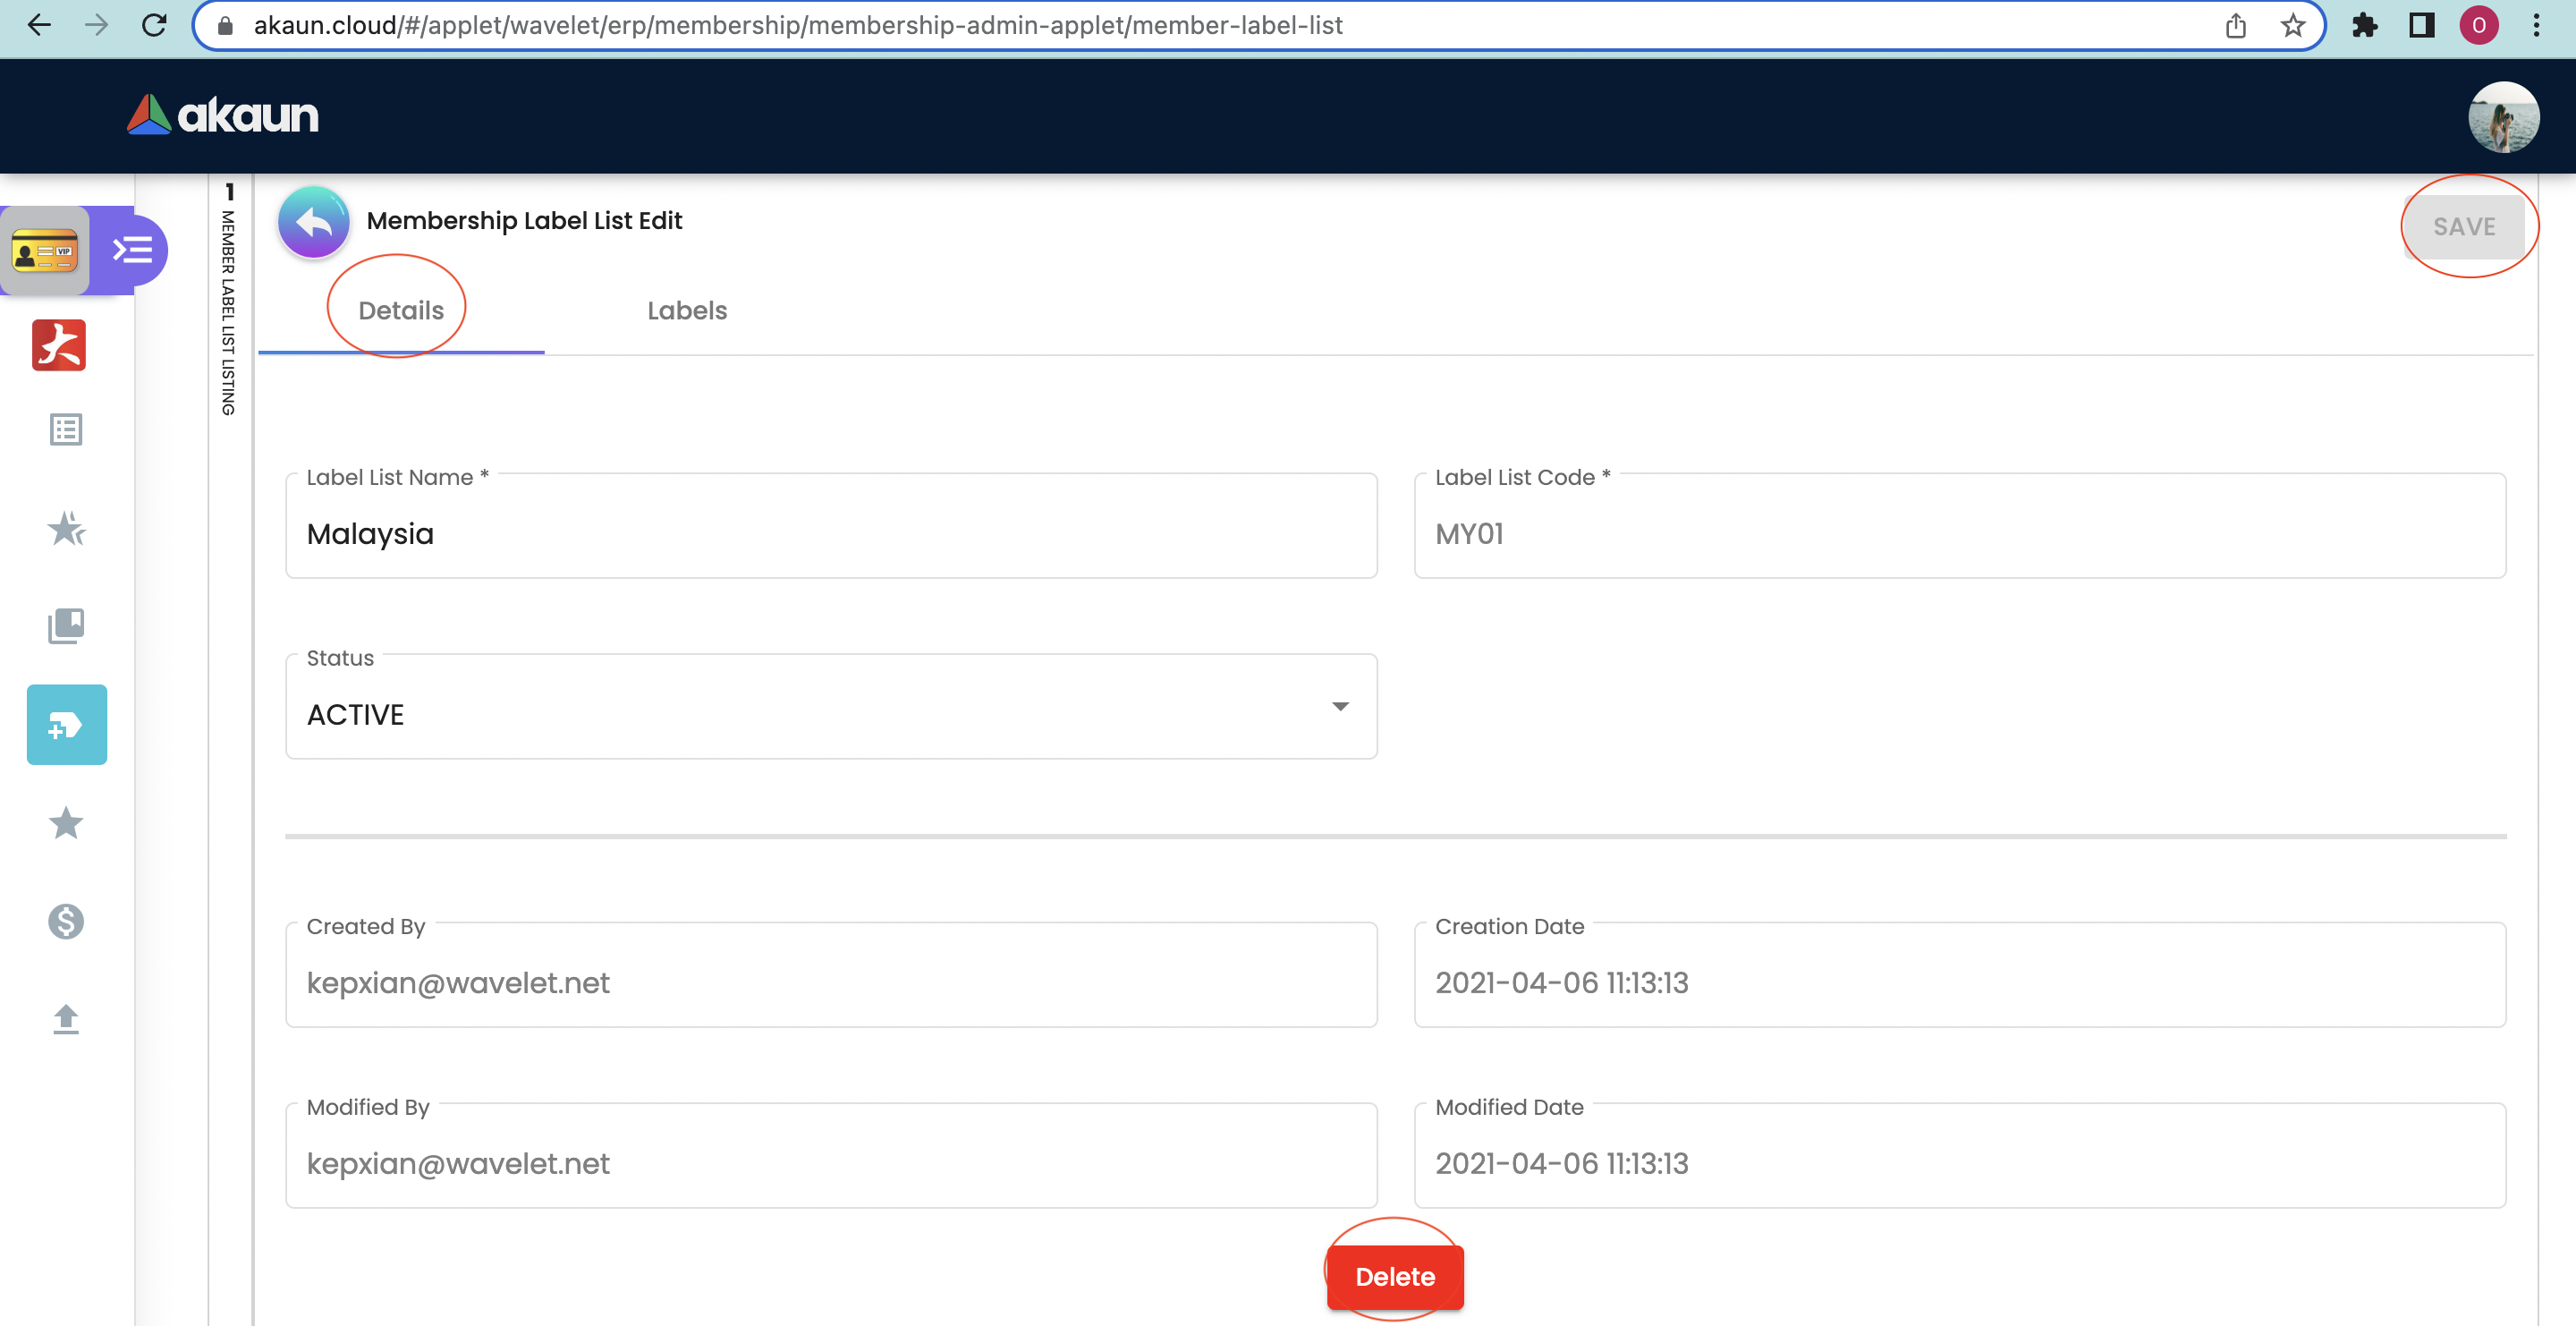 akaun.cloud/#/applet/wavelet/erp/membership/membership-admin-applet/member-label-list
O
akaun
VIP
1 MEMBER LABEL LIST LISTING
Membership Label List Edit
SAVE
Details Labels
Label List Name * Label List Code *
Malaysia MY01
Status
ACTIVE
Created By Creation Date
kepxian@wavelet.net 2021-04-06 11:13:13
Modified By Modified Date
kepxian@wavelet.net 2021-04-06 11:13:13
Delete